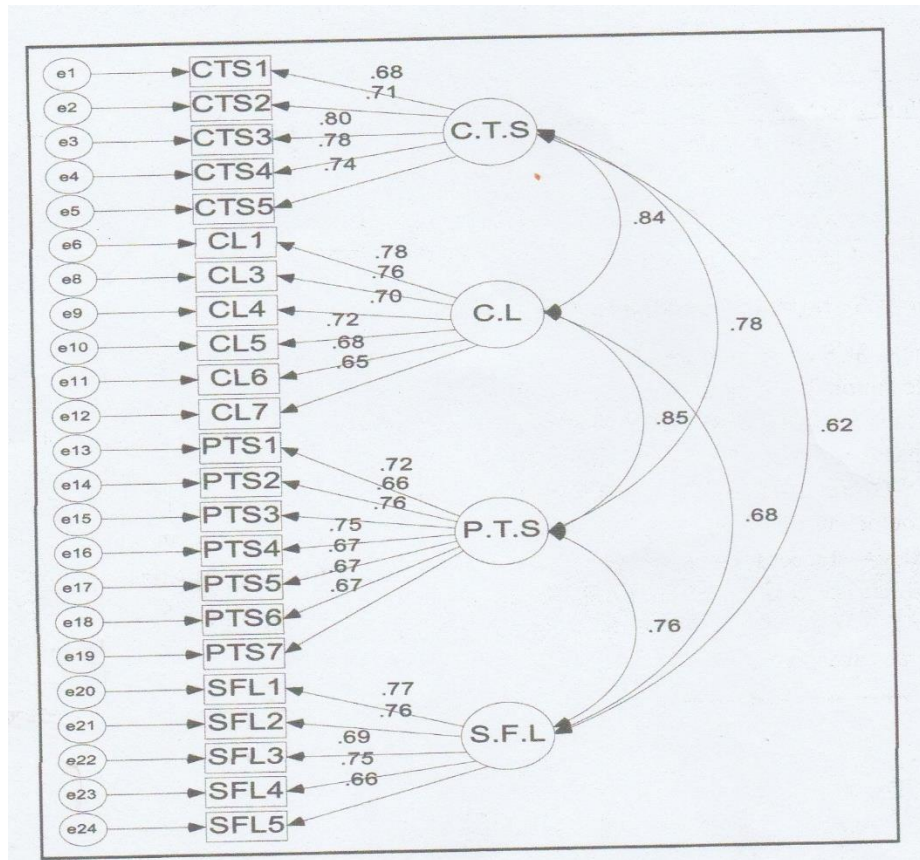 e1 CTS1 .68
e2 CTS2 .71
e3 CTS3 .80 C.T.S
e4 CTS4 .78
e5 CTS5 .74
e6 CL1 .78 .84
e8 CL3 .76
e9 CL4 .70 C.L
e10 CL5 .72 .78
e11 CL6 .68
e12 CL7 .65 .85 .62
e13 PTS1 .72
e14 PTS2 .66 .68
e15 PTS3 .76 P.T.S
e16 PTS4 .75
e17 PTS5 .67
e18 PTS6 .67
e19 PTS7 .67 .76
e20 SFL1 .77
e21 SFL2 .76 S.F.L
e22 SFL3 .69
e23 SFL4 .75
e24 SFL5 .66